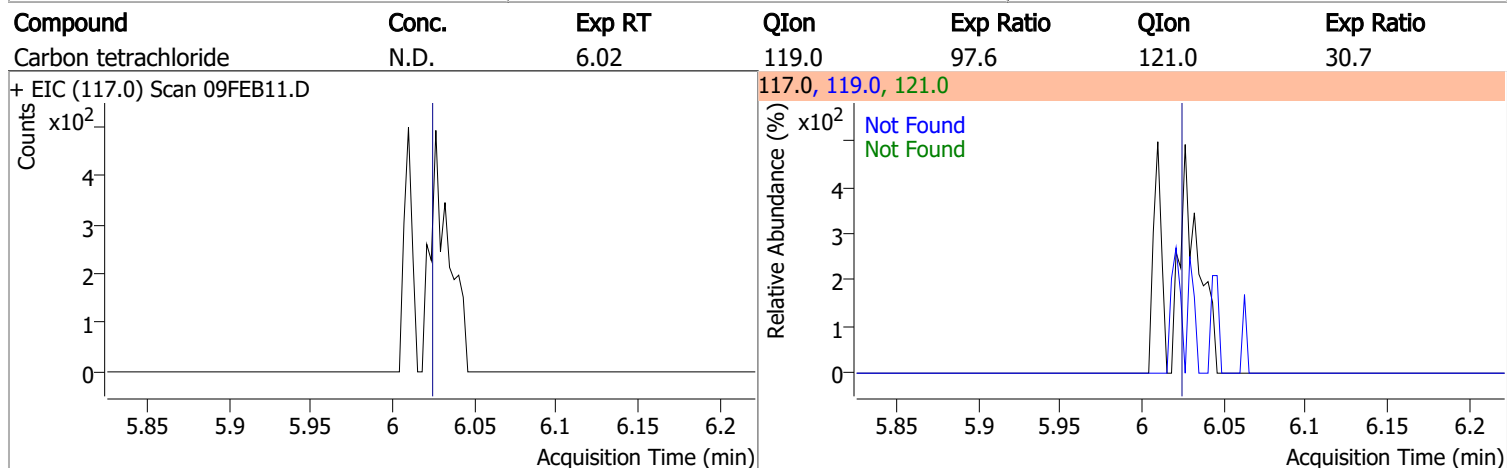 Compound Conc. Exp RT QIon Exp Ratio QIon Exp Ratio
Carbon tetrachloride N.D. 6.02 119.0 97.6 121.0 30.7
+ EIC (117.0) Scan 09FEB11.D
Counts
x10²
4
3
2
1
0
5.85 5.9 5.95 6 6.05 6.1 6.15 6.2
Acquisition Time (min)
117.0, 119.0, 121.0
Relative Abundance (%)
x10²
Not Found
Not Found
4
3
2
1
0
5.85 5.9 5.95 6 6.05 6.1 6.15 6.2
Acquisition Time (min)